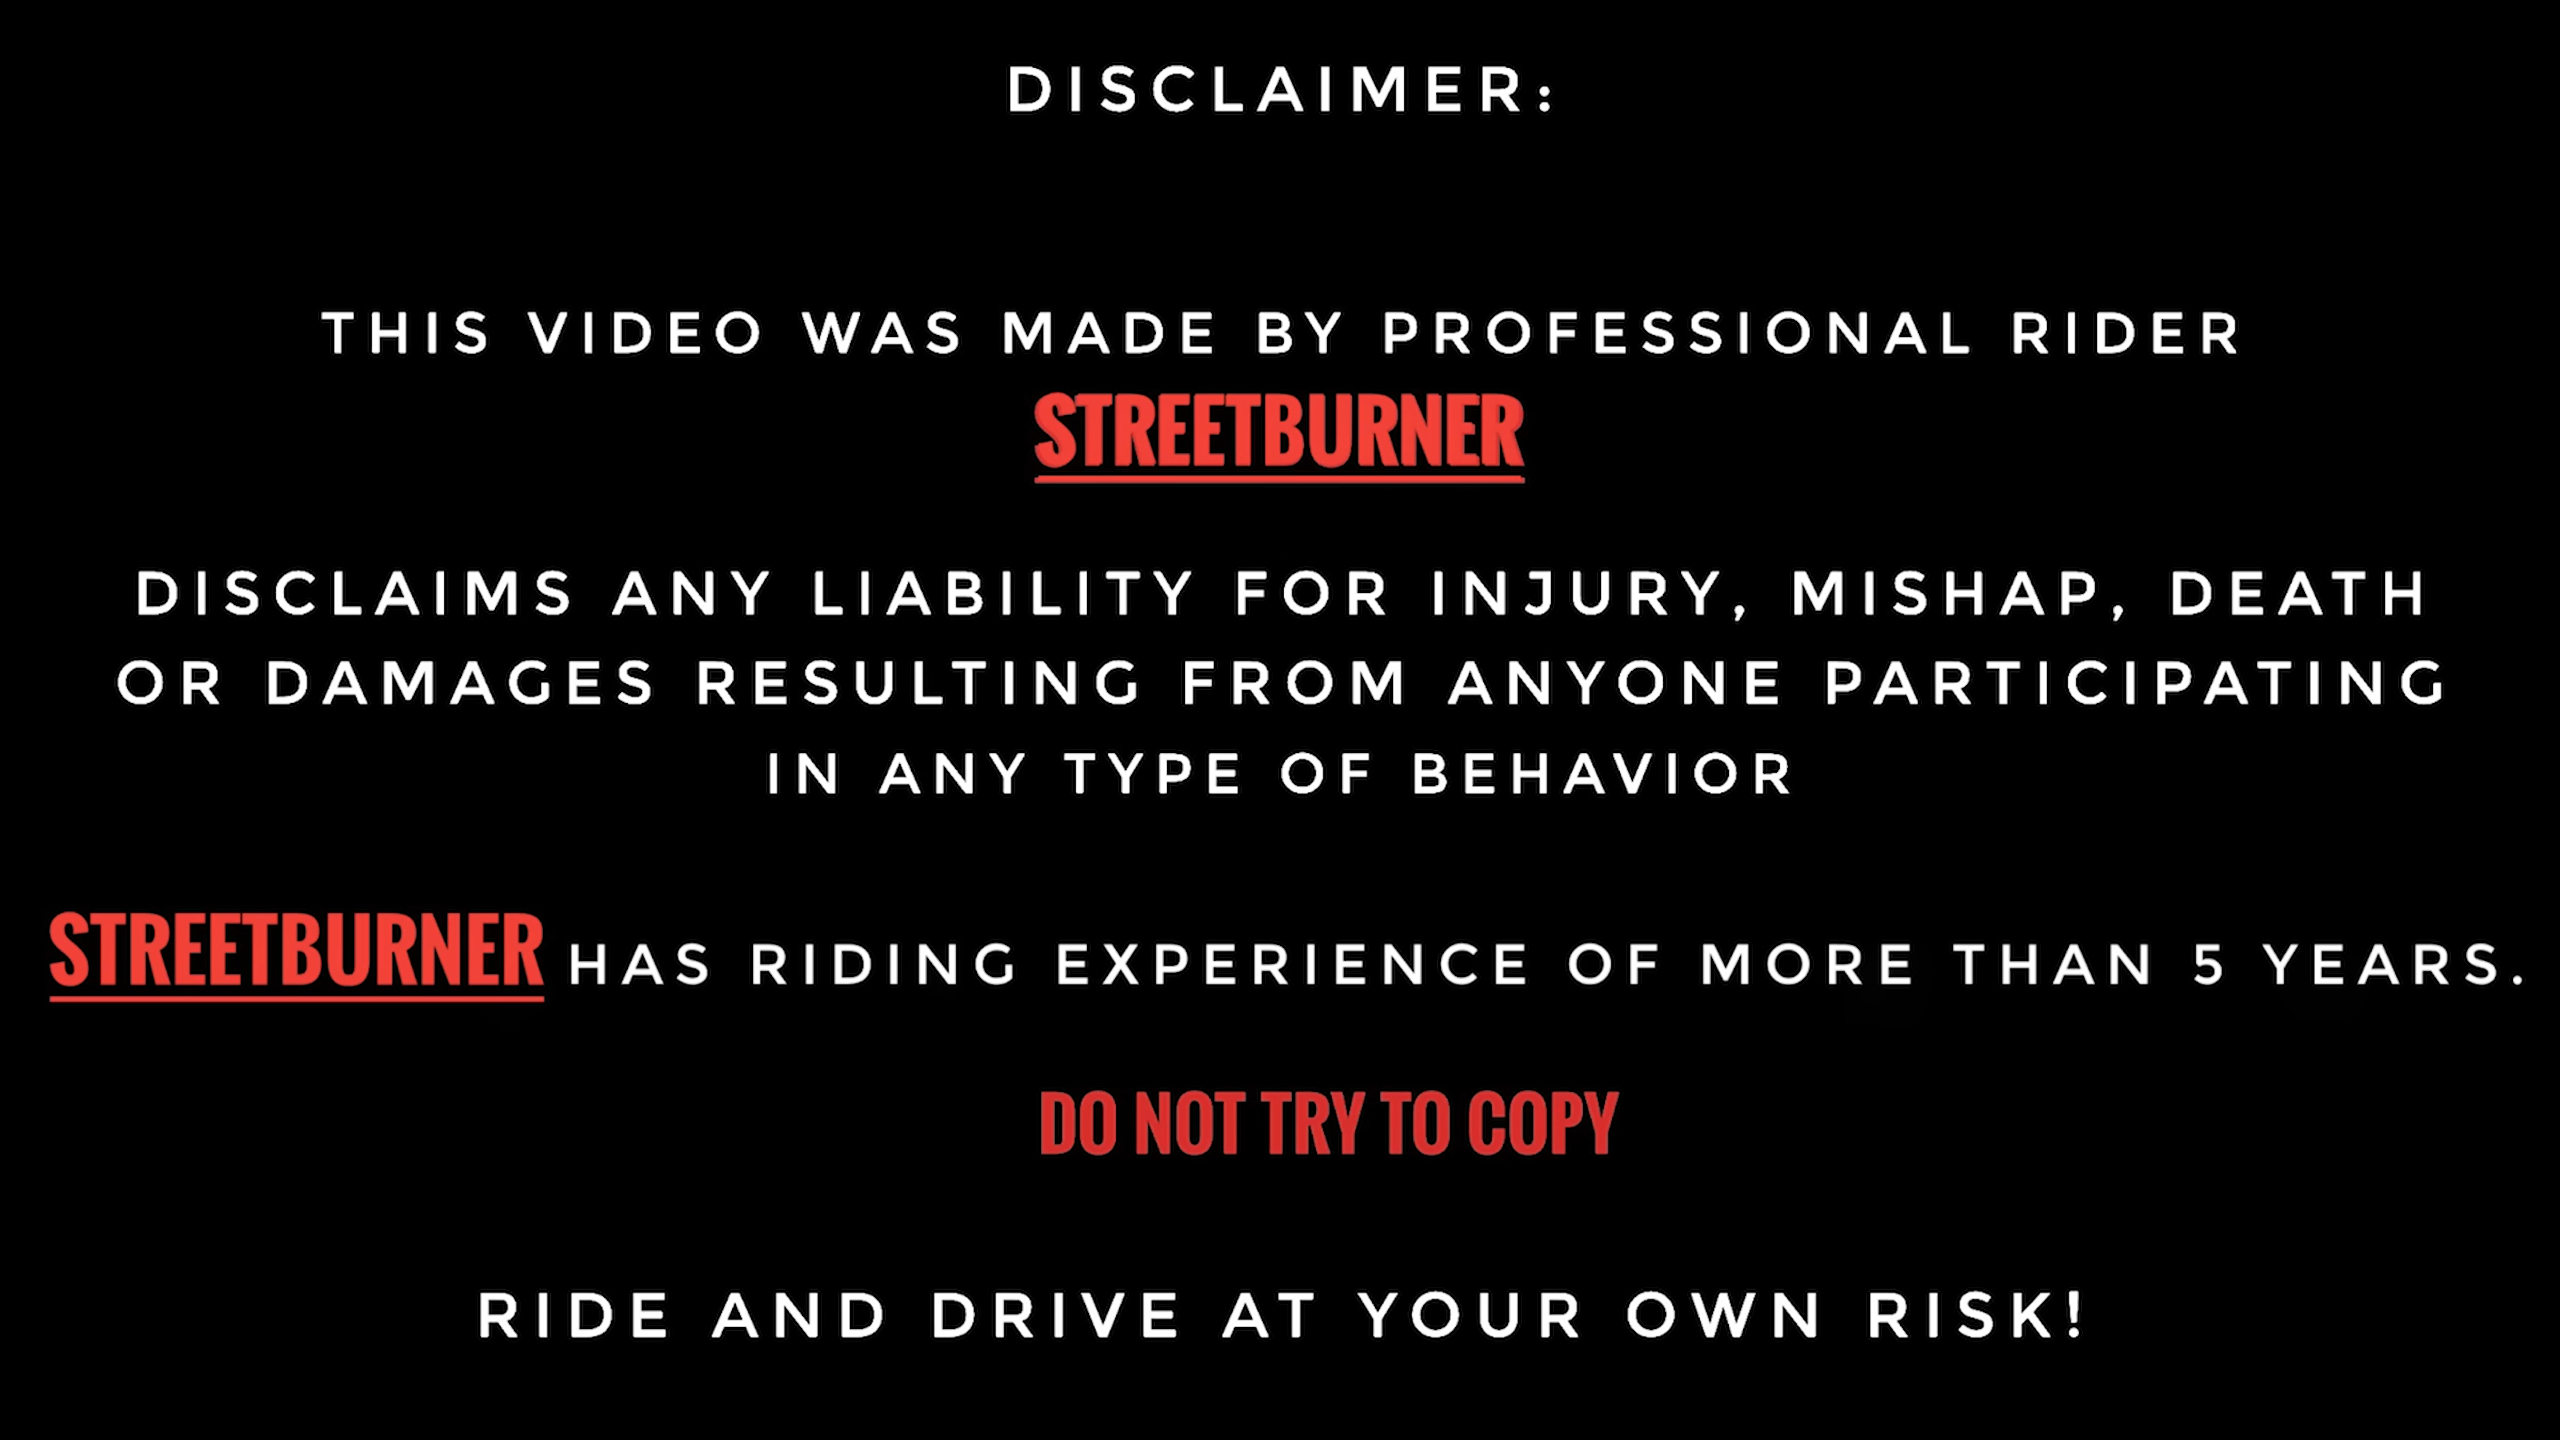 DISCLAIMER:
THIS VIDEO WAS MADE BY PROFESSIONAL RIDER
STREETBURNER
DISCLAIMS ANY LIABILITY FOR INJURY, MISHAP, DEATH
OR DAMAGES RESULTING FROM ANYONE PARTICIPATING
IN ANY TYPE OF BEHAVIOR
STREETBURNER HAS RIDING EXPERIENCE OF MORE THAN 5 YEARS.
DO NOT TRY TO COPY
RIDE AND DRIVE AT YOUR OWN RISK!